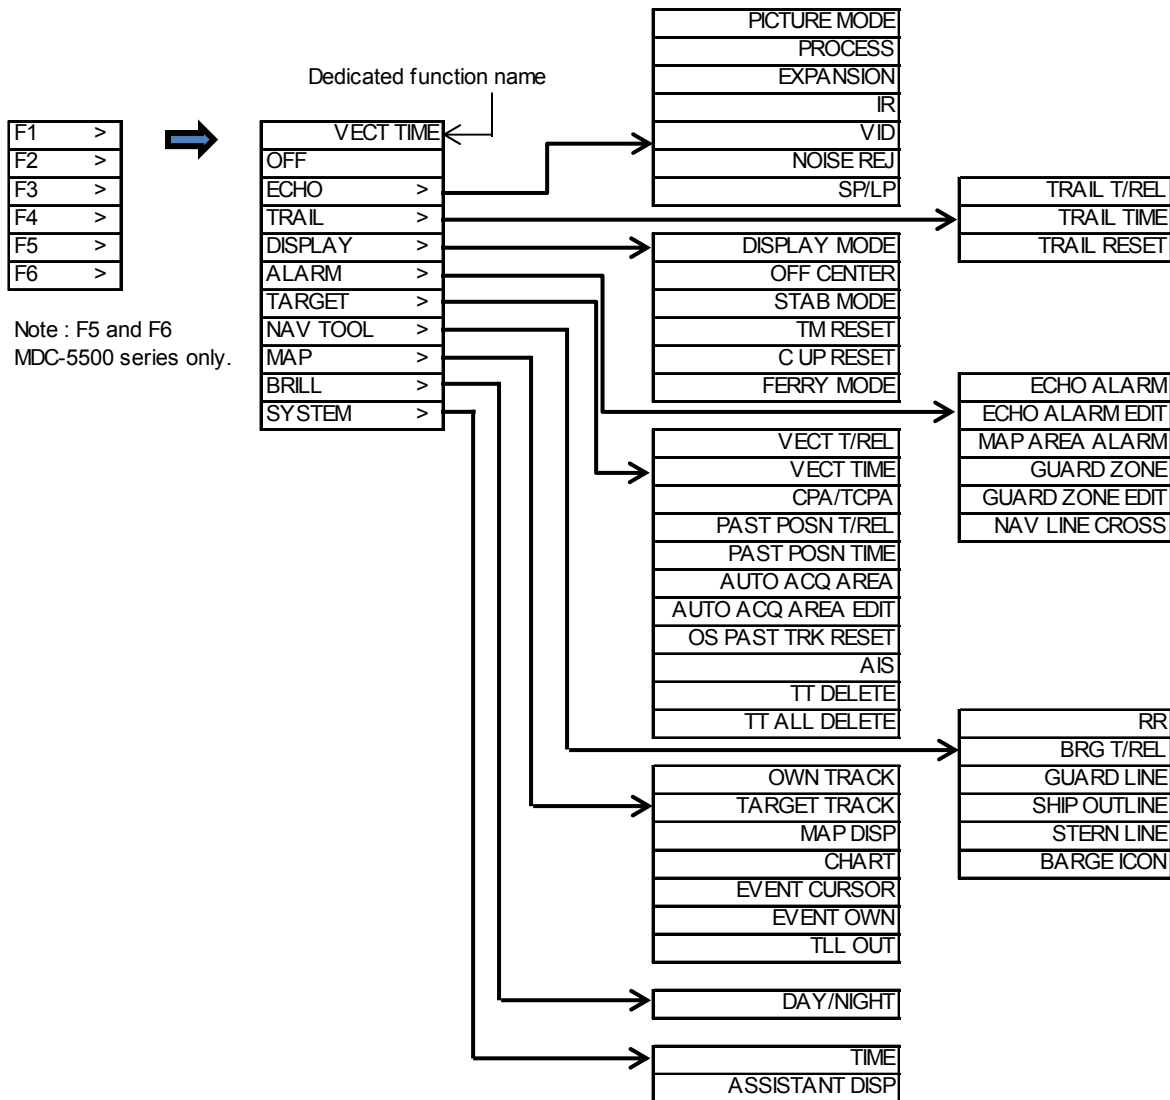 Dedicated function name
F1 >
F2 >
F3 >
F4 >
F5 >
F6 >
Note : F5 and F6
MDC-5500 series only.
VECT TIME
OFF
ECHO >
TRAIL >
DISPLAY >
ALARM >
TARGET >
NAV TOOL >
MAP >
BRILL >
SYSTEM >
PICTURE MODE
PROCESS
EXPANSION
IR
VID
NOISE REJ
SP/LP
TRAIL T/REL
TRAIL TIME
TRAIL RESET
DISPLAY MODE
OFF CENTER
STAB MODE
TM RESET
C UP RESET
FERRY MODE
ECHO ALARM
ECHO ALARM EDIT
MAP AREA ALARM
GUARD ZONE
GUARD ZONE EDIT
NAV LINE CROSS
VECT T/REL
VECT TIME
CPA/TCPA
PAST POSN T/REL
PAST POSN TIME
AUTO ACQ AREA
AUTO ACQ AREA EDIT
OS PAST TRK RESET
AIS
TT DELETE
TT ALL DELETE
RR
BRG T/REL
GUARD LINE
SHIP OUTLINE
STERN LINE
BARGE ICON
OWN TRACK
TARGET TRACK
MAP DISP
CHART
EVENT CURSOR
EVENT OWN
TLL OUT
DAY/NIGHT
TIME
ASSISTANT DISP